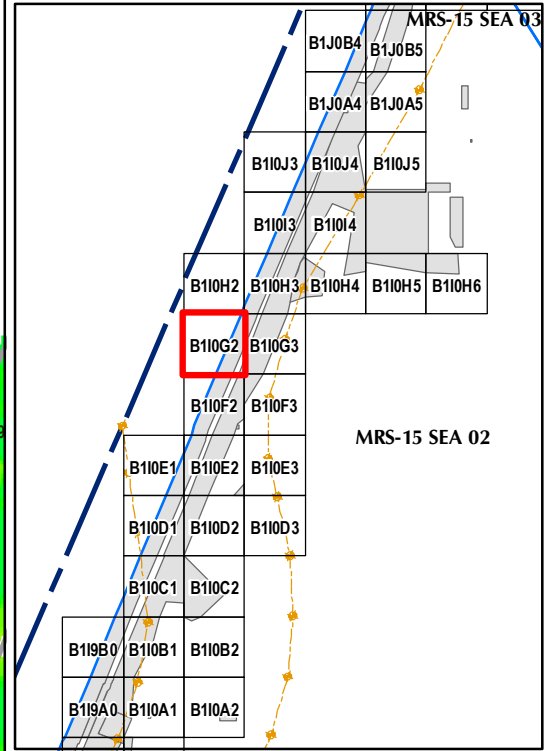 MRS-15 SEA 03
B1J0B4 B1J0B5
B1J0A4 B1J0A5
B1I0J3 B1I0J4 B1I0J5
B1I0I3 B1I0I4
B1I0H2 B1I0H3 B1I0H4 B1I0H5 B1I0H6
B1I0G2 B1I0G3
B1I0F2 B1I0F3
MRS-15 SEA 02
B1I0E1 B1I0E2 B1I0E3
B1I0D1 B1I0D2 B1I0D3
B1I0C1 B1I0C2
B1I9B0 B1I0B1 B1I0B2
B1I9A0 B1I0A1 B1I0A2